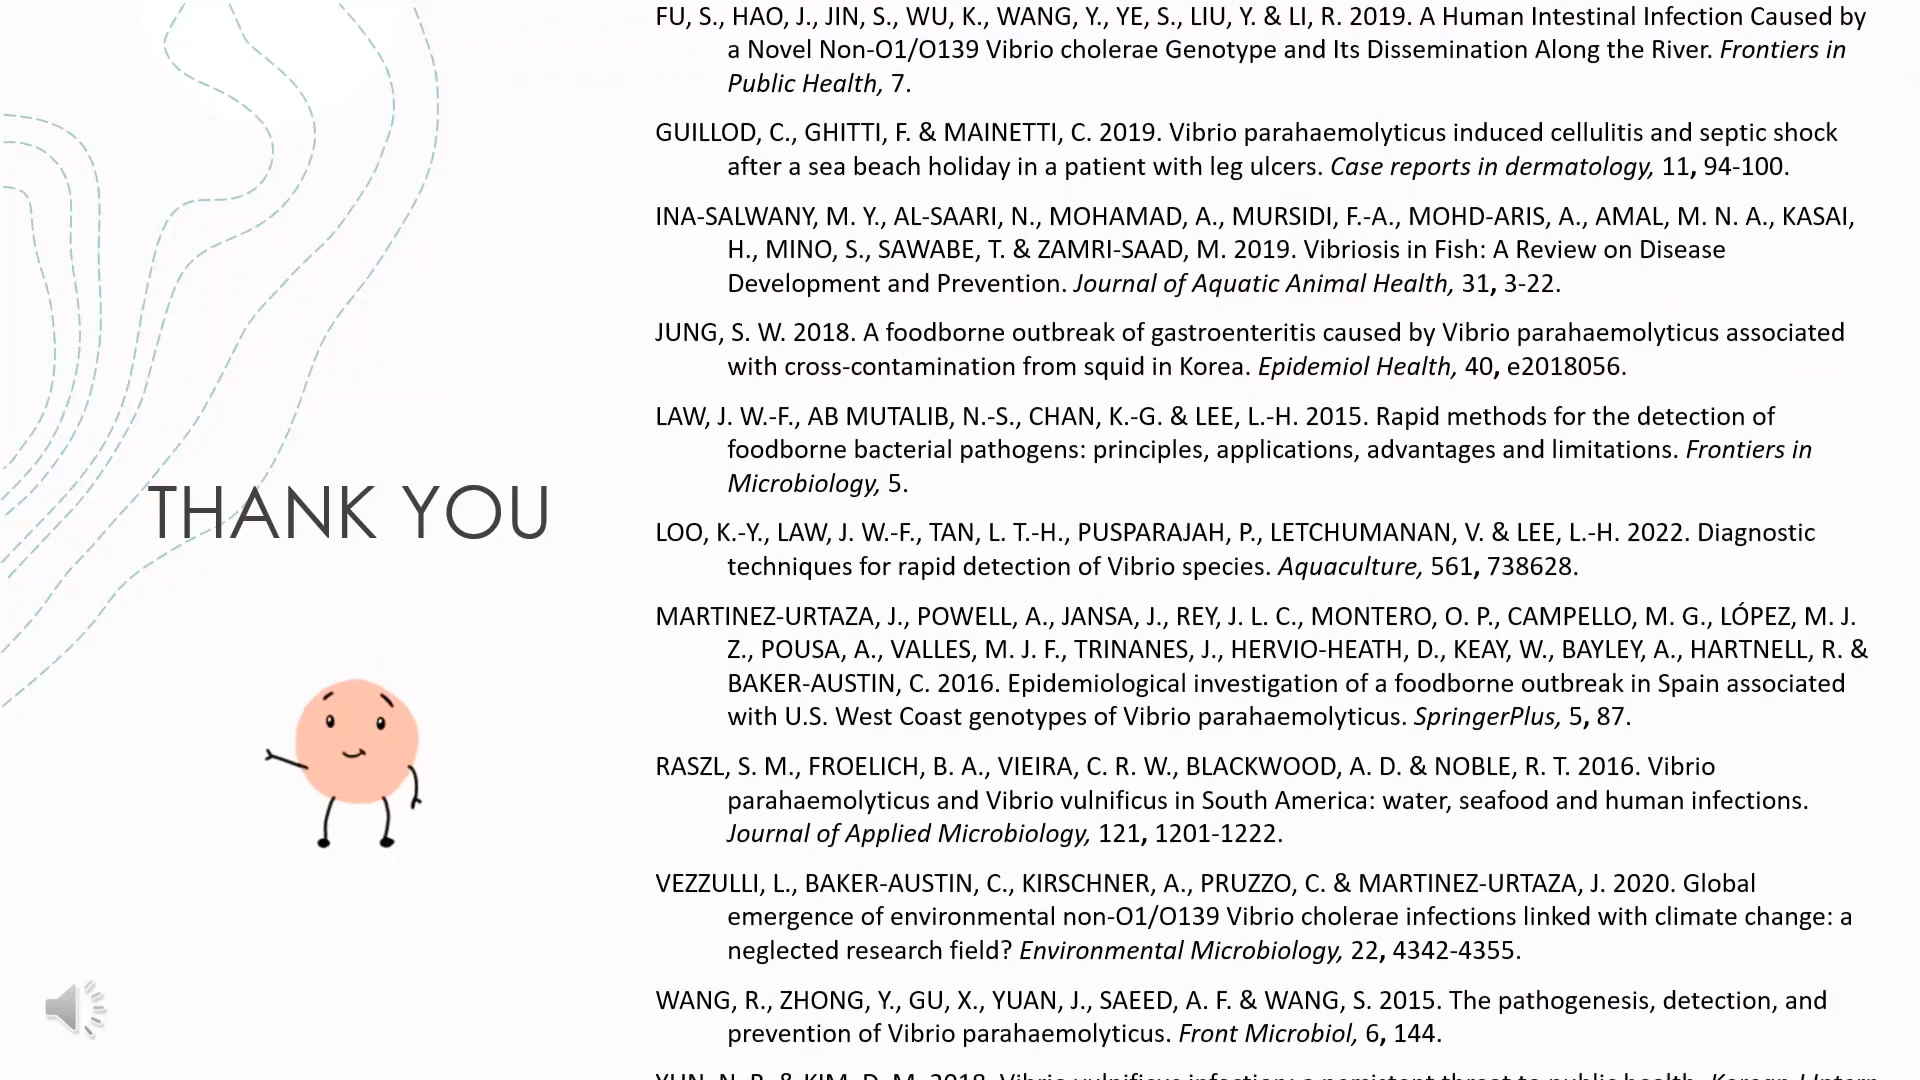 THANK YOU
FU, S., HAO, J., JIN, S., WU, K., WANG, Y., YE, S., LIU, Y. & LI, R. 2019. A Human Intestinal Infection Caused by
a Novel Non-O1/O139 Vibrio cholerae Genotype and Its Dissemination Along the River. Frontiers in
Public Health, 7.
GUILLOD, C., GHITTI, F. & MAINETTI, C. 2019. Vibrio parahaemolyticus induced cellulitis and septic shock
after a sea beach holiday in a patient with leg ulcers. Case reports in dermatology, 11, 94-100.
INA-SALWANY, M. Y., AL-SAARI, N., MOHAMAD, A., MURSIDI, F.-A., MOHD-ARIS, A., AMAL, M. N. A., KASAI,
H., MINO, S., SAWABE, T. & ZAMRI-SAAD, M. 2019. Vibriosis in Fish: A Review on Disease
Development and Prevention. Journal of Aquatic Animal Health, 31, 3-22.
JUNG, S. W. 2018. A foodborne outbreak of gastroenteritis caused by Vibrio parahaemolyticus associated
with cross-contamination from squid in Korea. Epidemiol Health, 40, e2018056.
LAW, J. W.-F., AB MUTALIB, N.-S., CHAN, K.-G. & LEE, L.-H. 2015. Rapid methods for the detection of
foodborne bacterial pathogens: principles, applications, advantages and limitations. Frontiers in
Microbiology, 5.
LOO, K.-Y., LAW, J. W.-F., TAN, L. T.-H., PUSPARAJAH, P., LETCHUMANAN, V. & LEE, L.-H. 2022. Diagnostic
techniques for rapid detection of Vibrio species. Aquaculture, 561, 738628.
MARTINEZ-URTAZA, J., POWELL, A., JANSA, J., REY, J. L. C., MONTERO, O. P., CAMPELLO, M. G., LÓPEZ, M. J.
Z., POUSA, A., VALLES, M. J. F., TRINANES, J., HERVIO-HEATH, D., KEAY, W., BAYLEY, A., HARTNELL, R. &
BAKER-AUSTIN, C. 2016. Epidemiological investigation of a foodborne outbreak in Spain associated
with U.S. West Coast genotypes of Vibrio parahaemolyticus. SpringerPlus, 5, 87.
RASZL, S. M., FROELICH, B. A., VIEIRA, C. R. W., BLACKWOOD, A. D. & NOBLE, R. T. 2016. Vibrio
parahaemolyticus and Vibrio vulnificus in South America: water, seafood and human infections.
Journal of Applied Microbiology, 121, 1201-1222.
VEZZULLI, L., BAKER-AUSTIN, C., KIRSCHNER, A., PRUZZO, C. & MARTINEZ-URTAZA, J. 2020. Global
emergence of environmental non-O1/O139 Vibrio cholerae infections linked with climate change: a
neglected research field? Environmental Microbiology, 22, 4342-4355.
WANG, R., ZHONG, Y., GU, X., YUAN, J., SAEED, A. F. & WANG, S. 2015. The pathogenesis, detection, and
prevention of Vibrio parahaemolyticus. Front Microbiol, 6, 144.